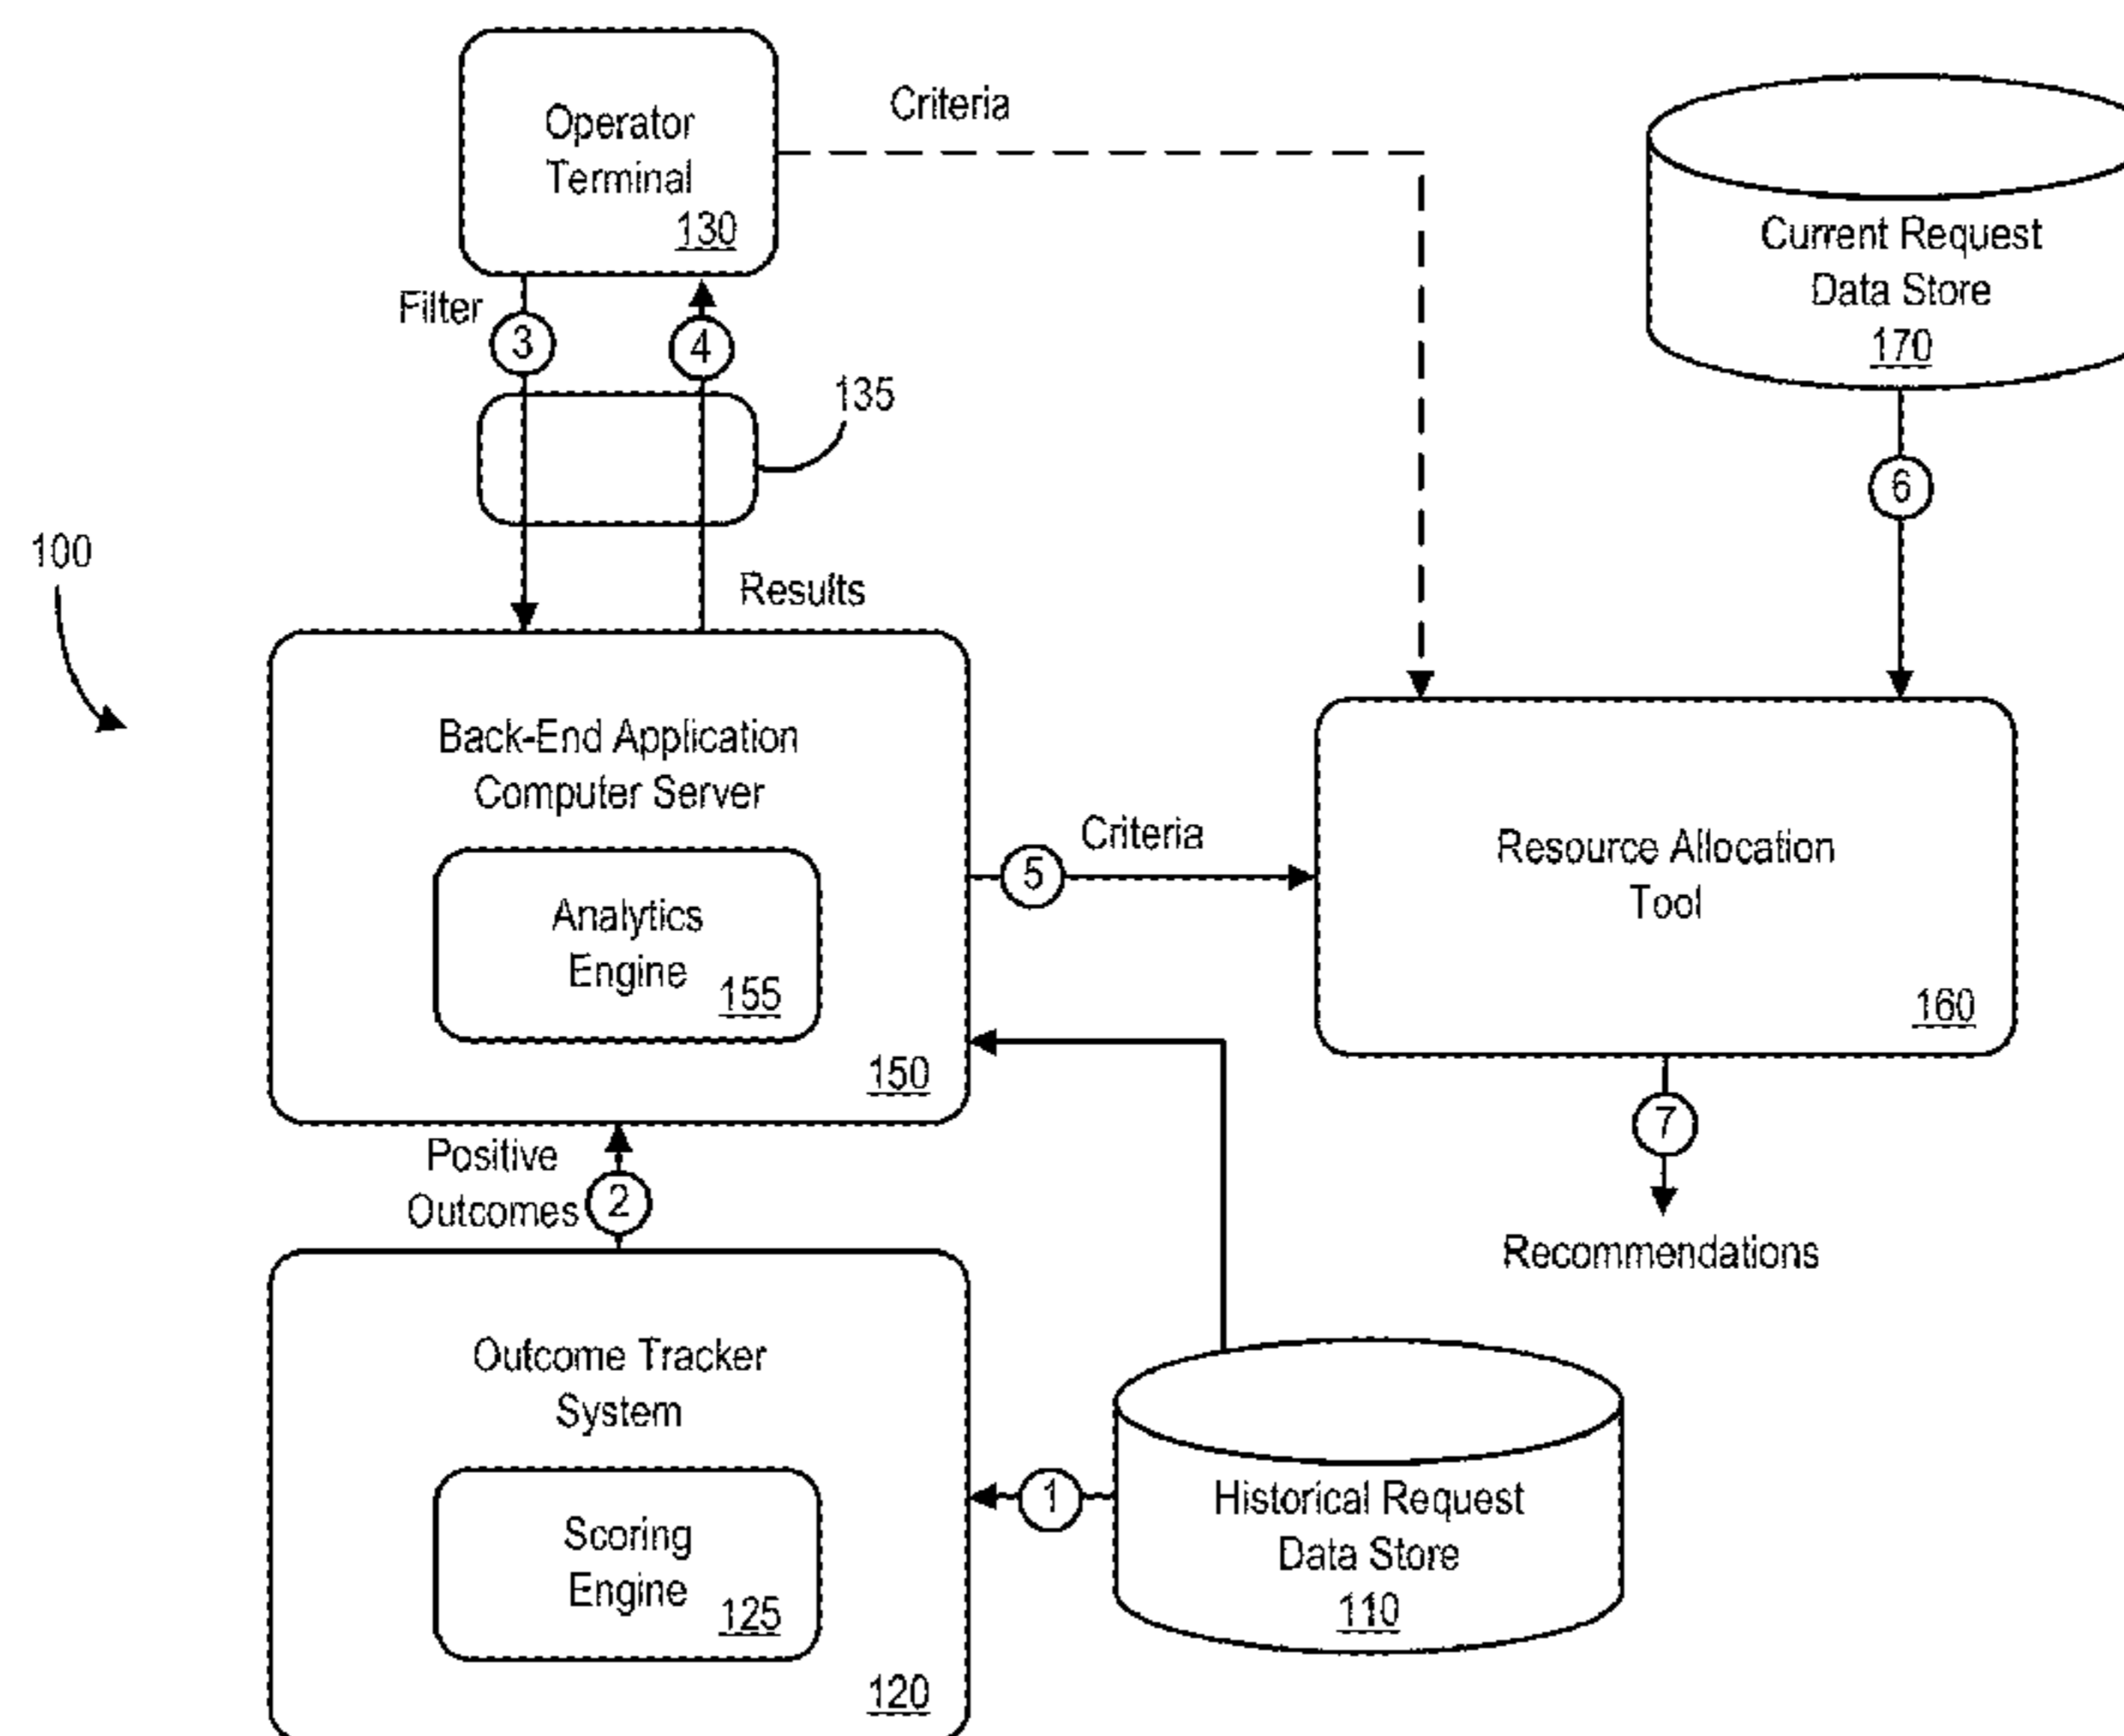 Operator
Terminal
130
Criteria
Current Request
Data Store
170
Filter
3
4
135
6
100
Results
Back-End Application
Computer Server
Analytics
Engine
155
150
5
Criteria
Resource Allocation
Tool
160
7
Recommendations
Positive
Outcomes
2
Outcome Tracker
System
Scoring
Engine
125
120
1
Historical Request
Data Store
110